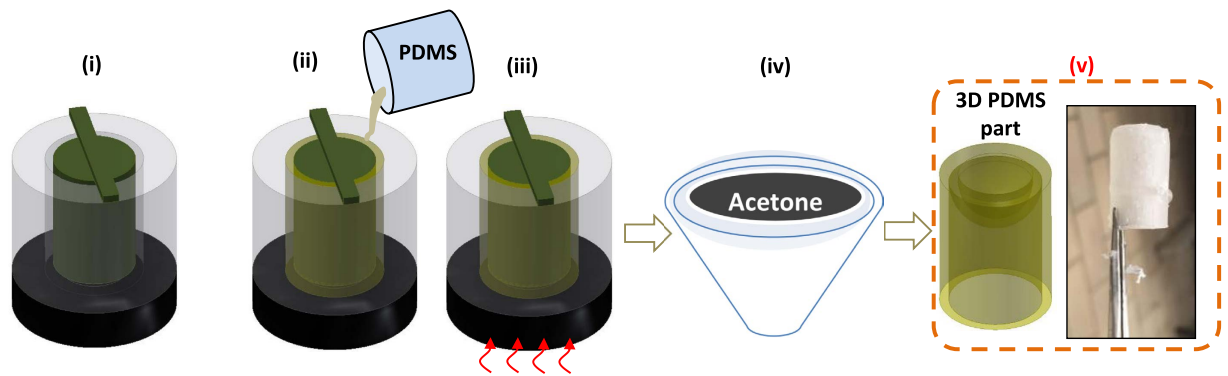 (i)
(ii)
PDMS
(iii)
(iv)
Acetone
(v)
3D PDMS
part